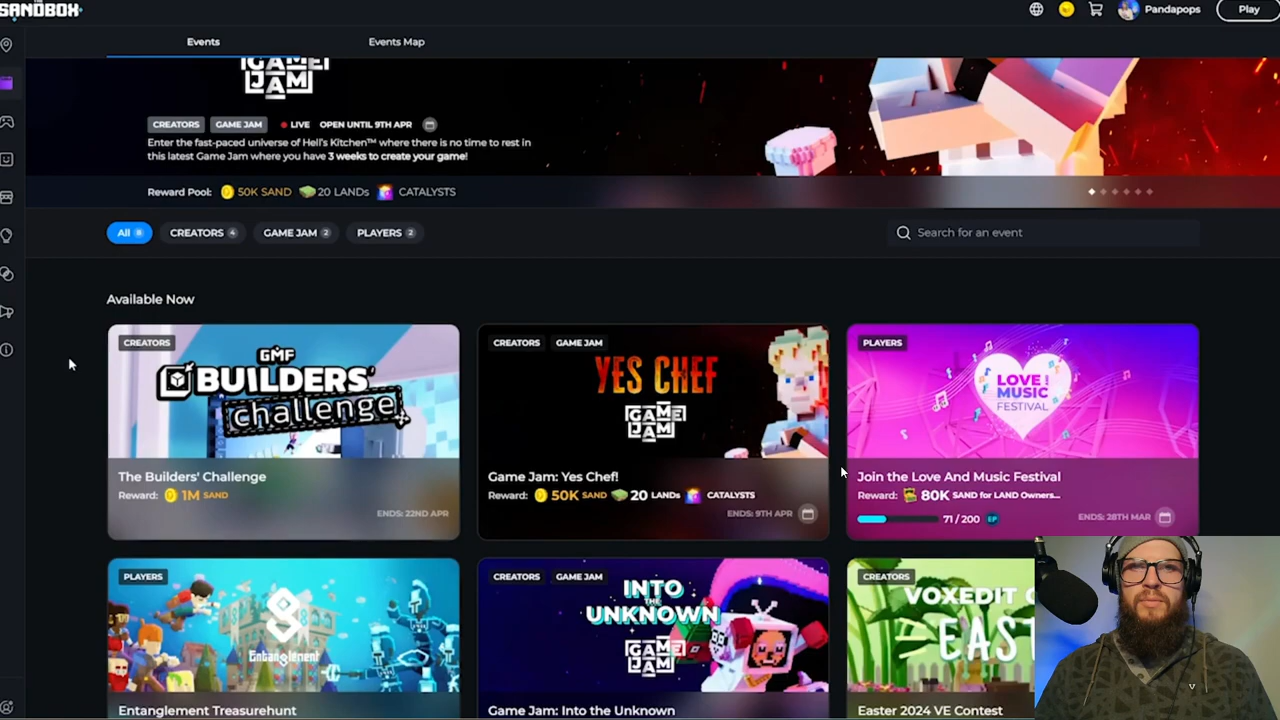 THE
SANDBOX
Pandapops
Play
Events
Events Map
GAME
JAM
CREATORS
GAME JAM
LIVE
OPEN UNTIL 9TH APR
Enter the fast-paced universe of Hell's Kitchen™ where there is no time to rest in
this latest Game Jam where you have 3 weeks to create your game!
Reward Pool: 50K SAND 20 LANDs CATALYSTS
All 8
CREATORS 4
GAME JAM 2
PLAYERS 2
Search for an event
Available Now
CREATORS
GMF
BUILDERS'
challenge
The Builders' Challenge
Reward: 1M SAND
ENDS: 22ND APR
CREATORS
GAME JAM
YES CHEF
GAME
JAM
Game Jam: Yes Chef!
Reward: 50K SAND 20 LANDs CATALYSTS
ENDS: 9TH APR
PLAYERS
LOVE !
MUSIC
FESTIVAL
Join the Love And Music Festival
Reward: 80K SAND for LAND Owners...
71 / 200 EP
ENDS: 28TH MAR
PLAYERS
Entanglement
Entanglement Treasurehunt
CREATORS
GAME JAM
INTO
THE
UNKNOWN
GAME
JAM
Game Jam: Into the Unknown
CREATORS
VOXEDIT C
EAS
Easter 2024 VE Contest